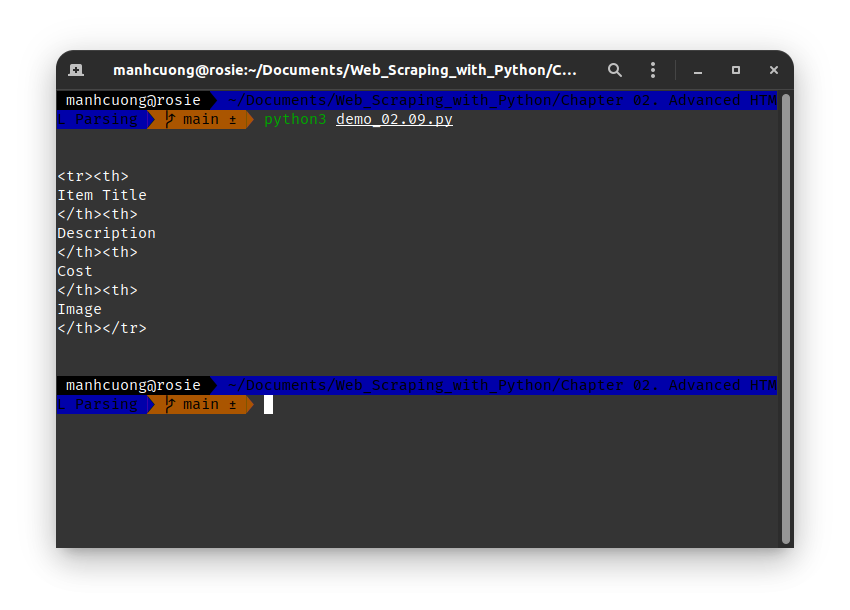 manhcuong@rosie:~/Documents/Web_Scraping_with_Python/C...
manhcuong@rosie ~/Documents/Web_Scraping_with_Python/Chapter 02. Advanced HTM
L Parsing main ± python3 demo_02.09.py
<tr><th>
Item Title
</th><th>
Description
</th><th>
Cost
</th><th>
Image
</th></tr>
manhcuong@rosie ~/Documents/Web_Scraping_with_Python/Chapter 02. Advanced HTM
L Parsing main ±